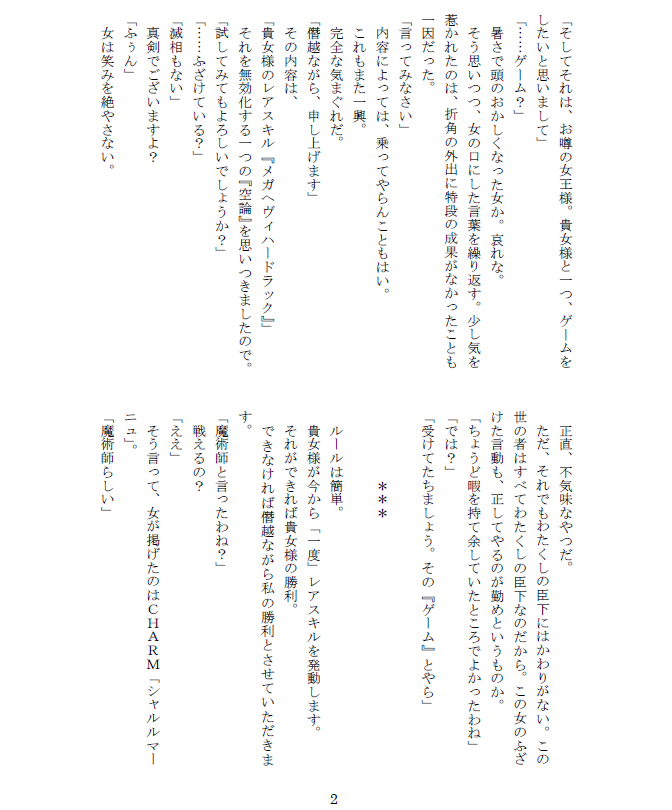 「そしてそれは、お噂の女王様。貴女様と一つ、ゲームを
したいと思いまして」
「……ゲーム？」
　暑さで頭のおかしくなった女か。哀れな。
　そう思いつつ、女の口にした言葉を繰り返す。少し気を
惹かれたのは、折角の外出に特段の成果がなかったことも
一因だった。
「言ってみなさい」
　内容によっては、乗ってやらんこともはい。
　これもまた一興。
　完全な気まぐれだ。
「僭越ながら、申し上げます」
　その内容は、
「貴女様のレアスキル『メガヘヴィハードラック』」
　それを無効化する一つの『空論』を思いつきましたので。
「試してみてもよろしいでしょうか？」
「……ふざけている？」
「滅相もない」
　真剣でございますよ？
「ふぅん」
　女は笑みを絶やさない。
　正直、不気味なやつだ。
　ただ、それでもわたくしの臣下にはかわりがない。この
世の者はすべてわたくしの臣下なのだから。この女のふざ
けた言動も、正してやるのが勤めというものか。
「ちょうど暇を持て余していたところでよかったわね」
「では？」
「受けてたちましょう。その『ゲーム』とやら」
＊＊＊
　ルールは簡単。
　貴女様が今から「一度」レアスキルを発動します。
　それができれば貴女様の勝利。
　できなければ僭越ながら私の勝利とさせていただきま
す。
「魔術師と言ったわね？」
　戦えるの？
「ええ」
　そう言って、女が掲げたのはＣＨＡＲＭ「シャルルマー
ニュ」。
「魔術師らしい」
2